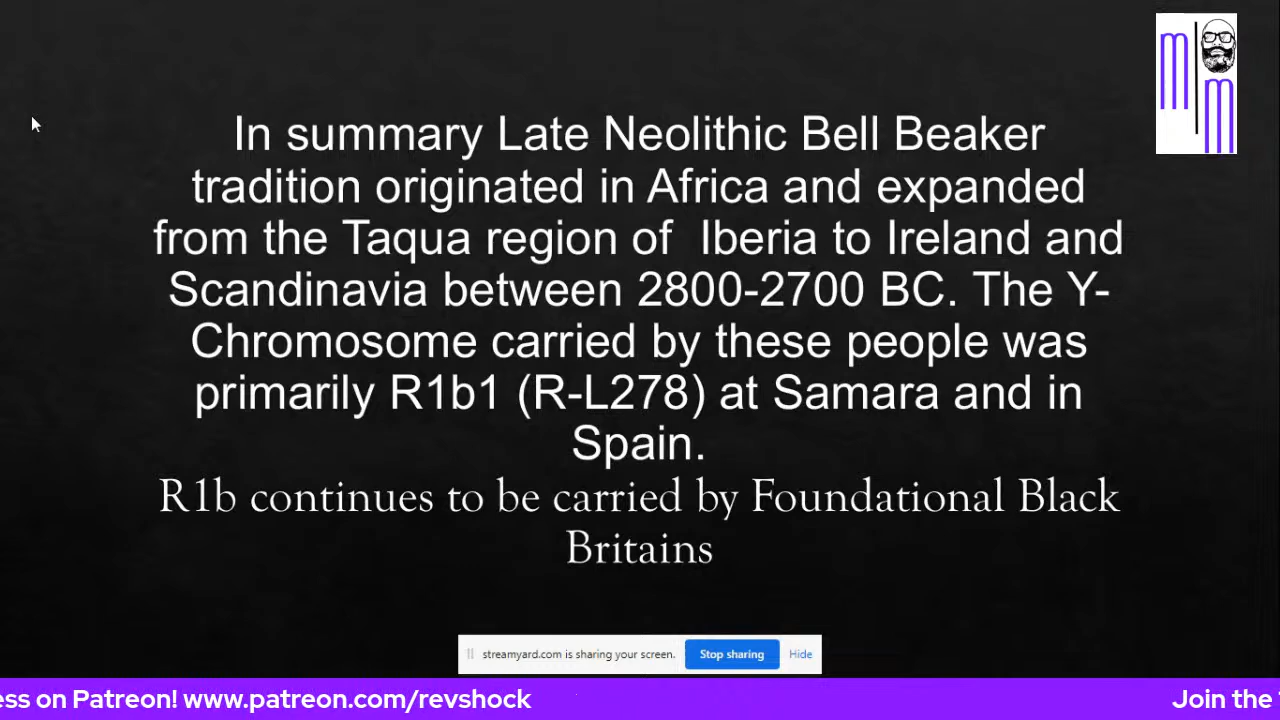 m
m
In summary Late Neolithic Bell Beaker
tradition originated in Africa and expanded
from the Taqua region of  Iberia to Ireland and
Scandinavia between 2800-2700 BC. The Y-
Chromosome carried by these people was
primarily R1b1 (R-L278) at Samara and in
Spain.
R1b continues to be carried by Foundational Black
Britains
streamyard.com is sharing your screen. Stop sharing Hide
ess on Patreon! www.patreon.com/revshock Join the